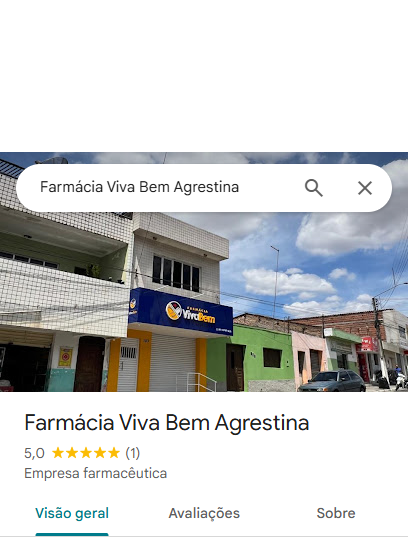 Farmácia Viva Bem Agrestina
FARMÁCIA
VivaBem
Farmácia Viva Bem Agrestina
5,0 ★★★★★ (1)
Empresa farmacêutica
Visão geral Avaliações Sobre